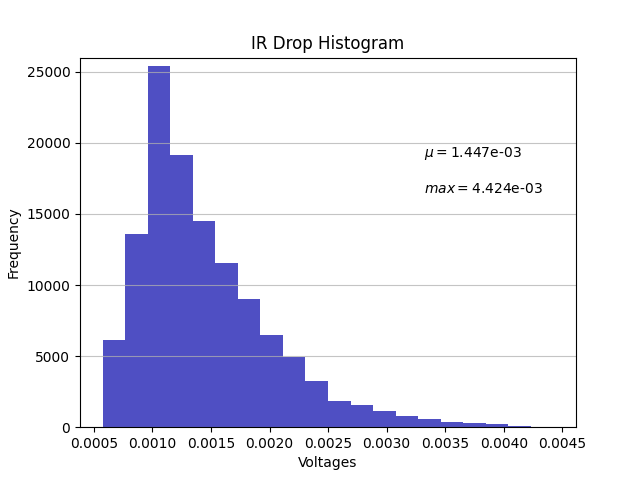 IR Drop Histogram
25000
20000
15000
10000
5000
0
Frequency
μ = 1.447e-03
max = 4.424e-03
0.0005 0.0010 0.0015 0.0020 0.0025 0.0030 0.0035 0.0040 0.0045
Voltages